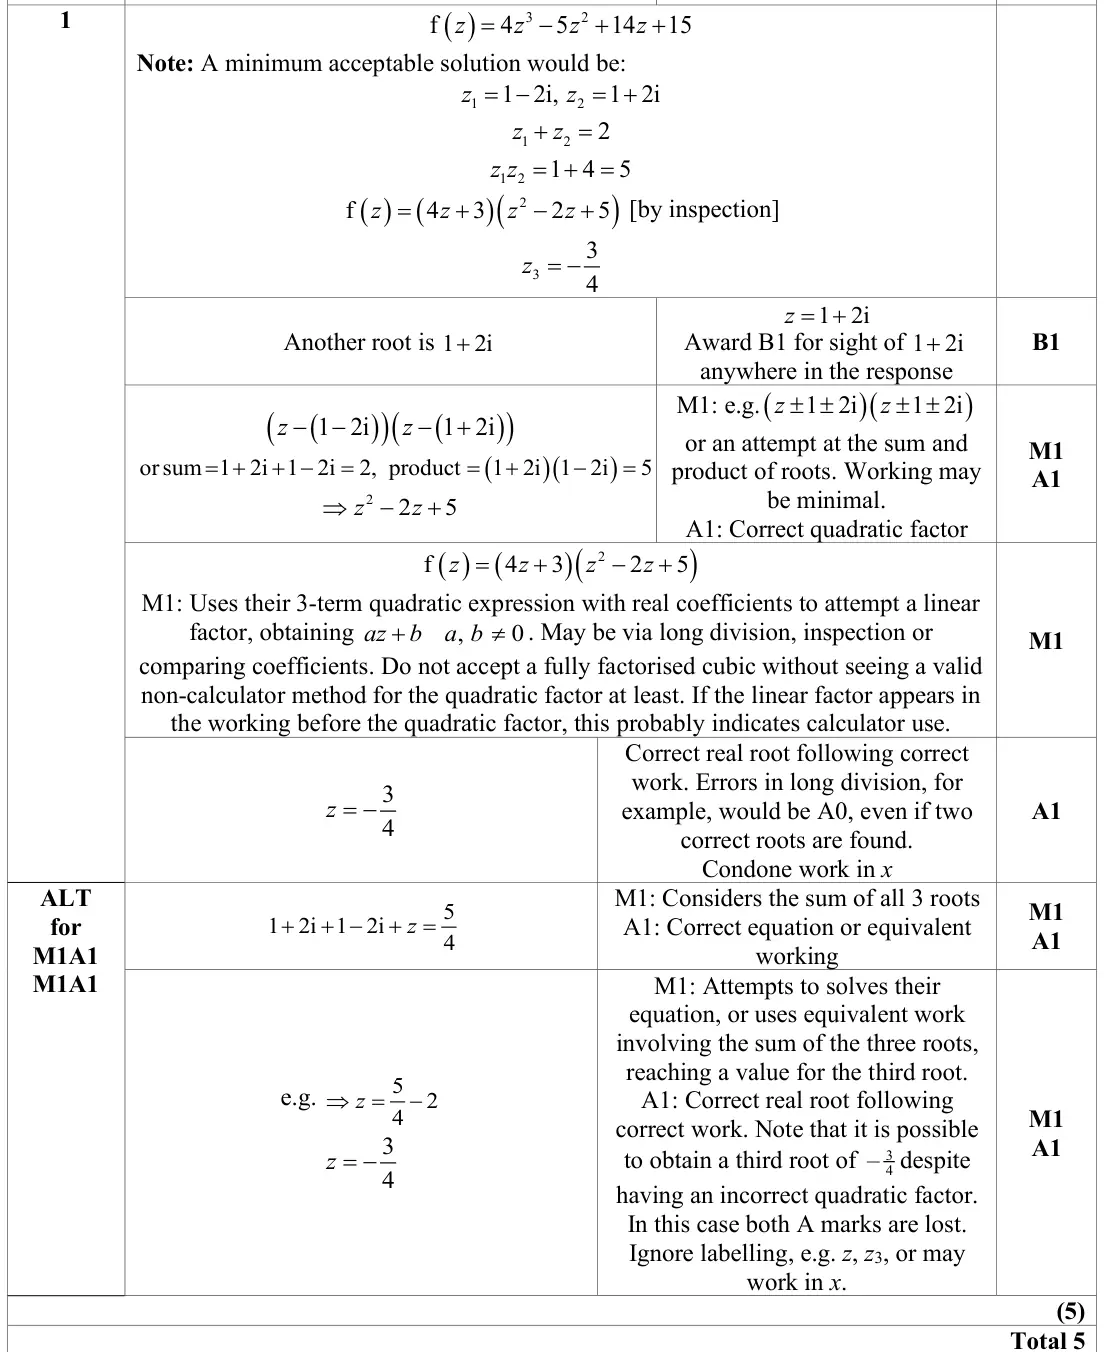 1
f(z) = 4z³ − 5z² + 14z + 15
Note: A minimum acceptable solution would be:
z₁ = 1 − 2i, z₂ = 1 + 2i
z₁ + z₂ = 2
z₁z₂ = 1 + 4 = 5
f(z) = (4z + 3)(z² − 2z + 5) [by inspection]
z₃ = −3/4
Another root is 1 + 2i
z = 1 + 2i
Award B1 for sight of 1 + 2i
anywhere in the response
B1
(z − (1 − 2i))(z − (1 + 2i))
or sum = 1 + 2i + 1 − 2i = 2, product = (1 + 2i)(1 − 2i) = 5
⇒ z² − 2z + 5
M1: e.g. (z ± 1 ± 2i)(z ± 1 ± 2i)
or an attempt at the sum and
product of roots. Working may
be minimal.
A1: Correct quadratic factor
M1
A1
f(z) = (4z + 3)(z² − 2z + 5)
M1: Uses their 3-term quadratic expression with real coefficients to attempt a linear
factor, obtaining az + b a, b ≠ 0. May be via long division, inspection or
comparing coefficients. Do not accept a fully factorised cubic without seeing a valid
non-calculator method for the quadratic factor at least. If the linear factor appears in
the working before the quadratic factor, this probably indicates calculator use.
M1
z = −3/4
Correct real root following correct
work. Errors in long division, for
example, would be A0, even if two
correct roots are found.
Condone work in x
A1
ALT
for
M1A1
M1A1
1 + 2i + 1 − 2i + z = 5/4
M1: Considers the sum of all 3 roots
A1: Correct equation or equivalent
working
M1
A1
e.g. ⇒ z = 5/4 − 2
z = −3/4
M1: Attempts to solves their
equation, or uses equivalent work
involving the sum of the three roots,
reaching a value for the third root.
A1: Correct real root following
correct work. Note that it is possible
to obtain a third root of −3/4 despite
having an incorrect quadratic factor.
In this case both A marks are lost.
Ignore labelling, e.g. z, z₃, or may
work in x.
M1
A1
(5)
Total 5